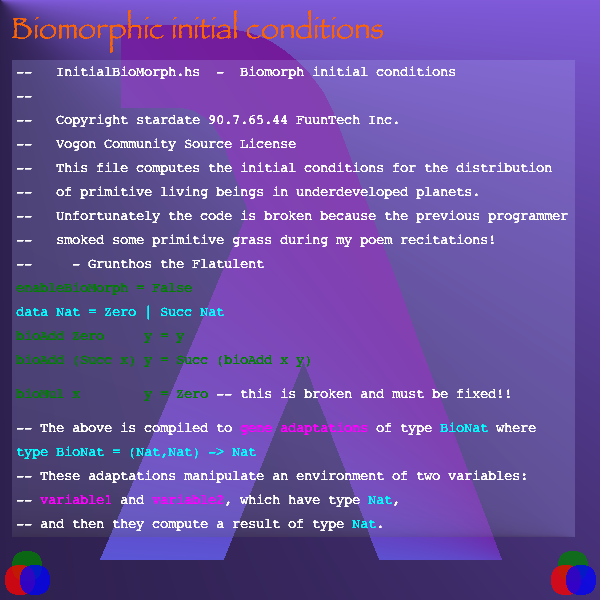 Biomorphic initial conditions
--   InitialBioMorph.hs  -  Biomorph initial conditions
--
--   Copyright stardate 90.7.65.44 FuunTech Inc.
--   Vogon Community Source License
--   This file computes the initial conditions for the distribution
--   of primitive living beings in underdeveloped planets.
--   Unfortunately the code is broken because the previous programmer
--   smoked some primitive grass during my poem recitations!
--     - Grunthos the Flatulent
enableBioMorph = False
data Nat = Zero | Succ Nat
bioAdd Zero     y = y
bioAdd (Succ x) y = Succ (bioAdd x y)
bioMul x        y = Zero -- this is broken and must be fixed!!
-- The above is compiled to gene adaptations of type BioNat where
type BioNat = (Nat,Nat) -> Nat
-- These adaptations manipulate an environment of two variables:
-- variable1 and variable2, which have type Nat,
-- and then they compute a result of type Nat.